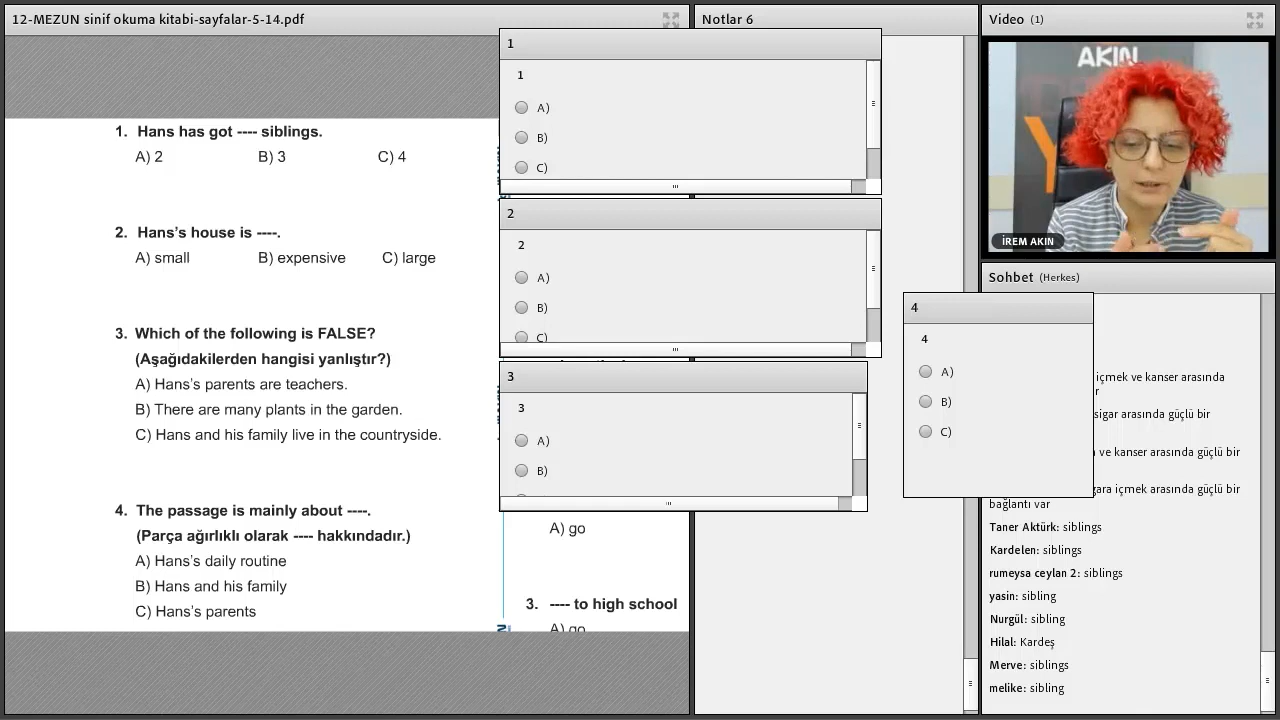 12-MEZUN sinif okuma kitabi-sayfalar-5-14.pdf
1. Hans has got ---- siblings.
A) 2 B) 3 C) 4
2. Hans's house is ----.
A) small B) expensive C) large
3. Which of the following is FALSE?
(Aşağıdakilerden hangisi yanlıştır?)
A) Hans's parents are teachers.
B) There are many plants in the garden.
C) Hans and his family live in the countryside.
4. The passage is mainly about ----.
(Parça ağırlıklı olarak ---- hakkındadır.)
A) Hans's daily routine
B) Hans and his family
C) Hans's parents
A) go
3. ---- to high school
A) go
Notlar 6
1
1
A)
B)
C)
2
2
A)
B)
C)
3
3
A)
B)
4
4
A)
B)
C)
Video (1)
AKIN
İREM AKIN
Sohbet (Herkes)
içmek ve kanser arasında
sigar arasında güçlü bir
ve kanser arasında güçlü bir
gara içmek arasında güçlü bir
bağlantı var
Taner Aktürk: siblings
Kardelen: siblings
rumeysa ceylan 2: siblings
yasin: sibling
Nurgül: sibling
Hilal: Kardeş
Merve: siblings
melike: sibling